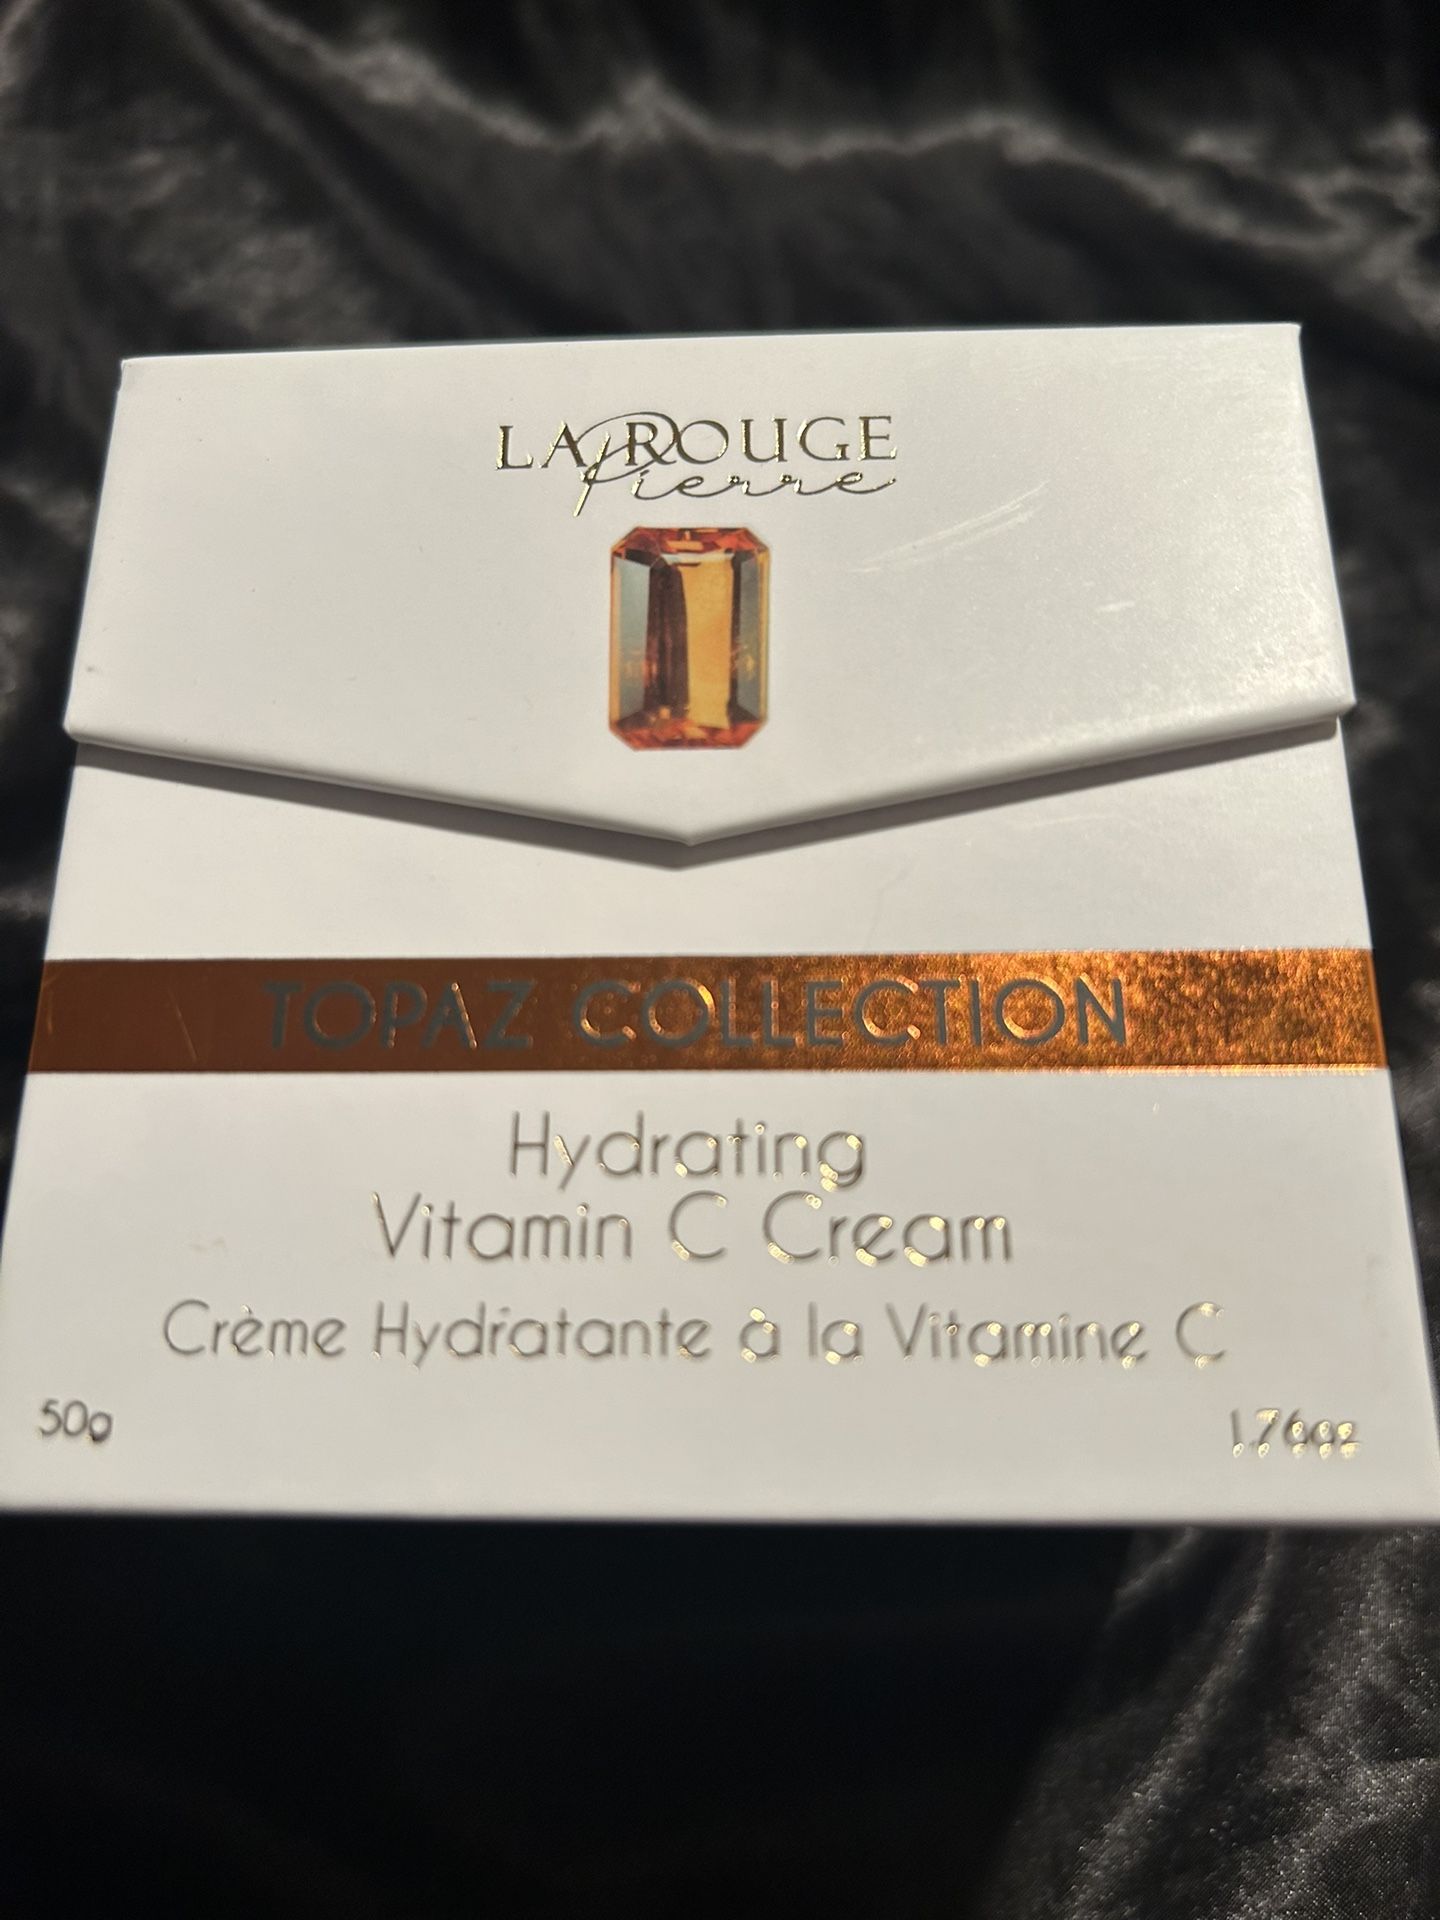 LA ROUGE
Pierre
TOPAZ COLLECTION
Hydrating
Vitamin C Cream
Crème Hydratante à la Vitamine C
50g
1.76oz